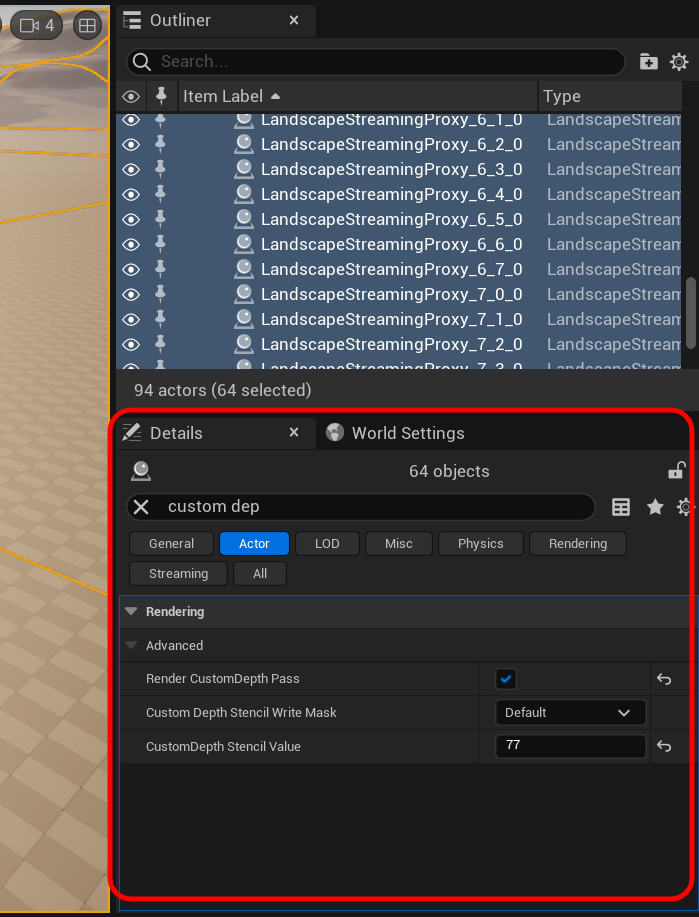 4
Outliner
Search...
Item Label Type
LandscapeStreamingProxy_6_1_0 LandscapeStream
LandscapeStreamingProxy_6_2_0 LandscapeStream
LandscapeStreamingProxy_6_3_0 LandscapeStream
LandscapeStreamingProxy_6_4_0 LandscapeStream
LandscapeStreamingProxy_6_5_0 LandscapeStream
LandscapeStreamingProxy_6_6_0 LandscapeStream
LandscapeStreamingProxy_6_7_0 LandscapeStream
LandscapeStreamingProxy_7_0_0 LandscapeStream
LandscapeStreamingProxy_7_1_0 LandscapeStream
LandscapeStreamingProxy_7_2_0 LandscapeStream
LandscapeStreamingProxy_7_3_0 LandscapeStream
94 actors (64 selected)
Details World Settings
64 objects
custom dep
General Actor LOD Misc Physics Rendering
Streaming All
Rendering
Advanced
Render CustomDepth Pass
Custom Depth Stencil Write Mask Default
CustomDepth Stencil Value 77